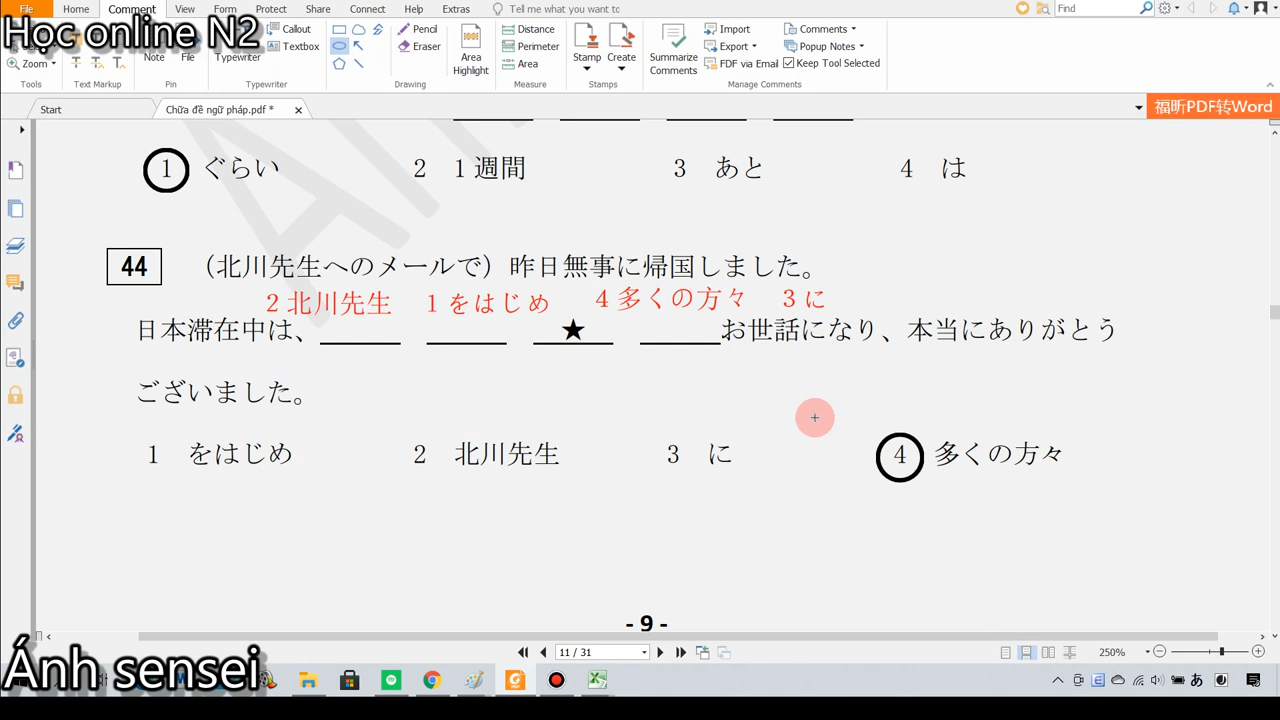 File Home Comment View Form Protect Share Connect Help Extras Tell me what you want tc Find
Học online N2
Callout Pencil Distance Import Comments
Textbox Eraser Perimeter Export Popup Notes
Zoom Typewriter Note File Area Highlight Area Stamp Create Summarize Comments FDF via Email Keep Tool Selected
Tools Text Markup Pin Typewriter Drawing Measure Stamps Manage Comments
Start Chữa đề ngữ pháp.pdf * 福昕PDF转Word
1 ぐらい 2 1週間 3 あと 4 は
44 （北川先生へのメールで）昨日無事に帰国しました。
2北川先生 1をはじめ 4多くの方々 3に
日本滞在中は、 ★ お世話になり、本当にありがとう
ございました。
1 をはじめ 2 北川先生 3 に 4 多くの方々
- 9 -
11 / 31 250%
Ánh sensei
あ